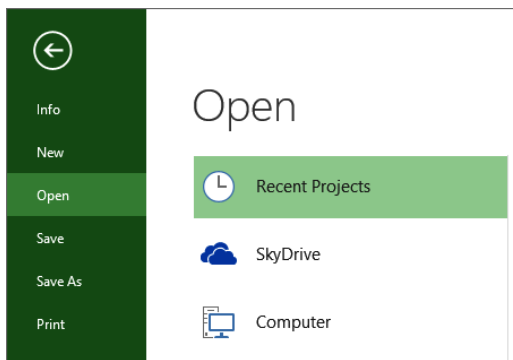 Info
New
Open
Save
Save As
Print
Open
Recent Projects
SkyDrive
Computer